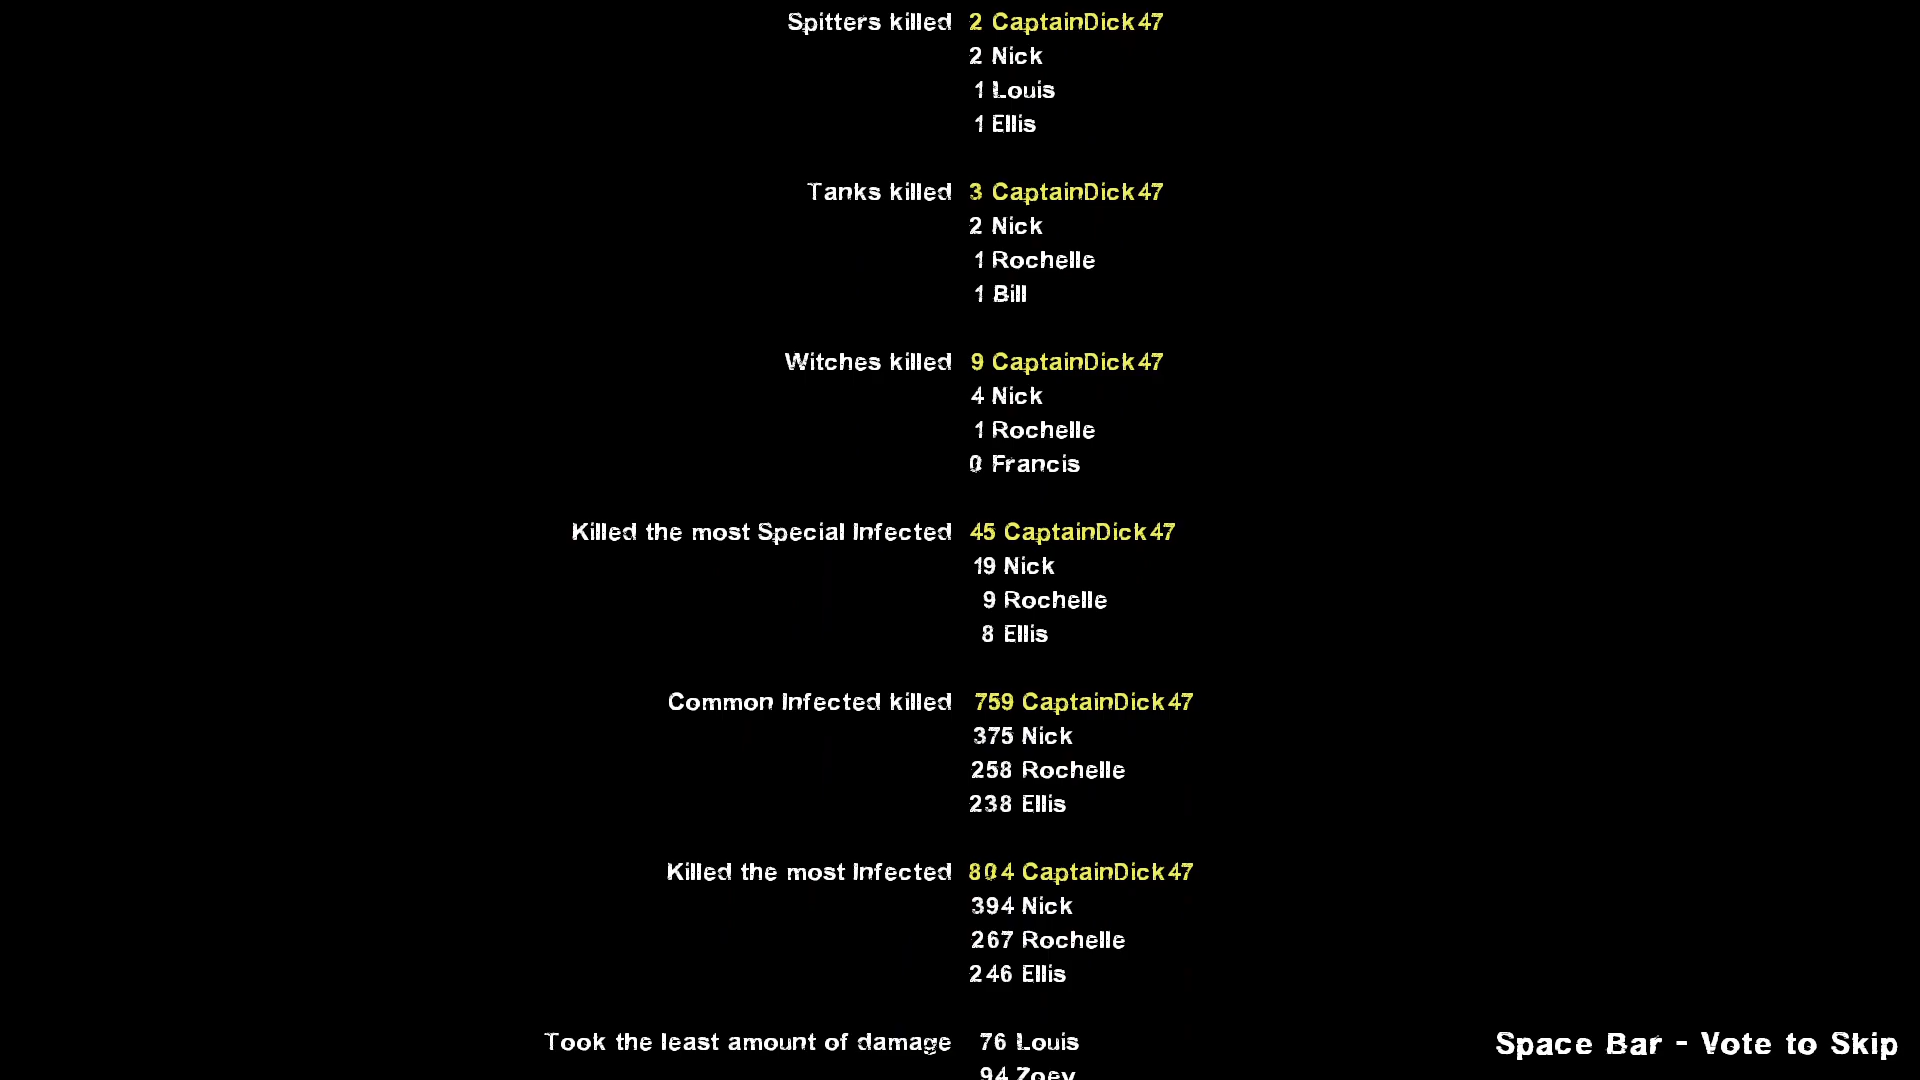 Spitters killed 2 CaptainDick47
2 Nick
1 Louis
1 Ellis
Tanks killed 3 CaptainDick47
2 Nick
1 Rochelle
1 Bill
Witches killed 9 CaptainDick47
4 Nick
1 Rochelle
0 Francis
Killed the most Special Infected 45 CaptainDick47
19 Nick
9 Rochelle
8 Ellis
Common Infected killed 759 CaptainDick47
375 Nick
258 Rochelle
238 Ellis
Killed the most Infected 804 CaptainDick47
394 Nick
267 Rochelle
246 Ellis
Took the least amount of damage 76 Louis
Space Bar - Vote to Skip
94 Zoey